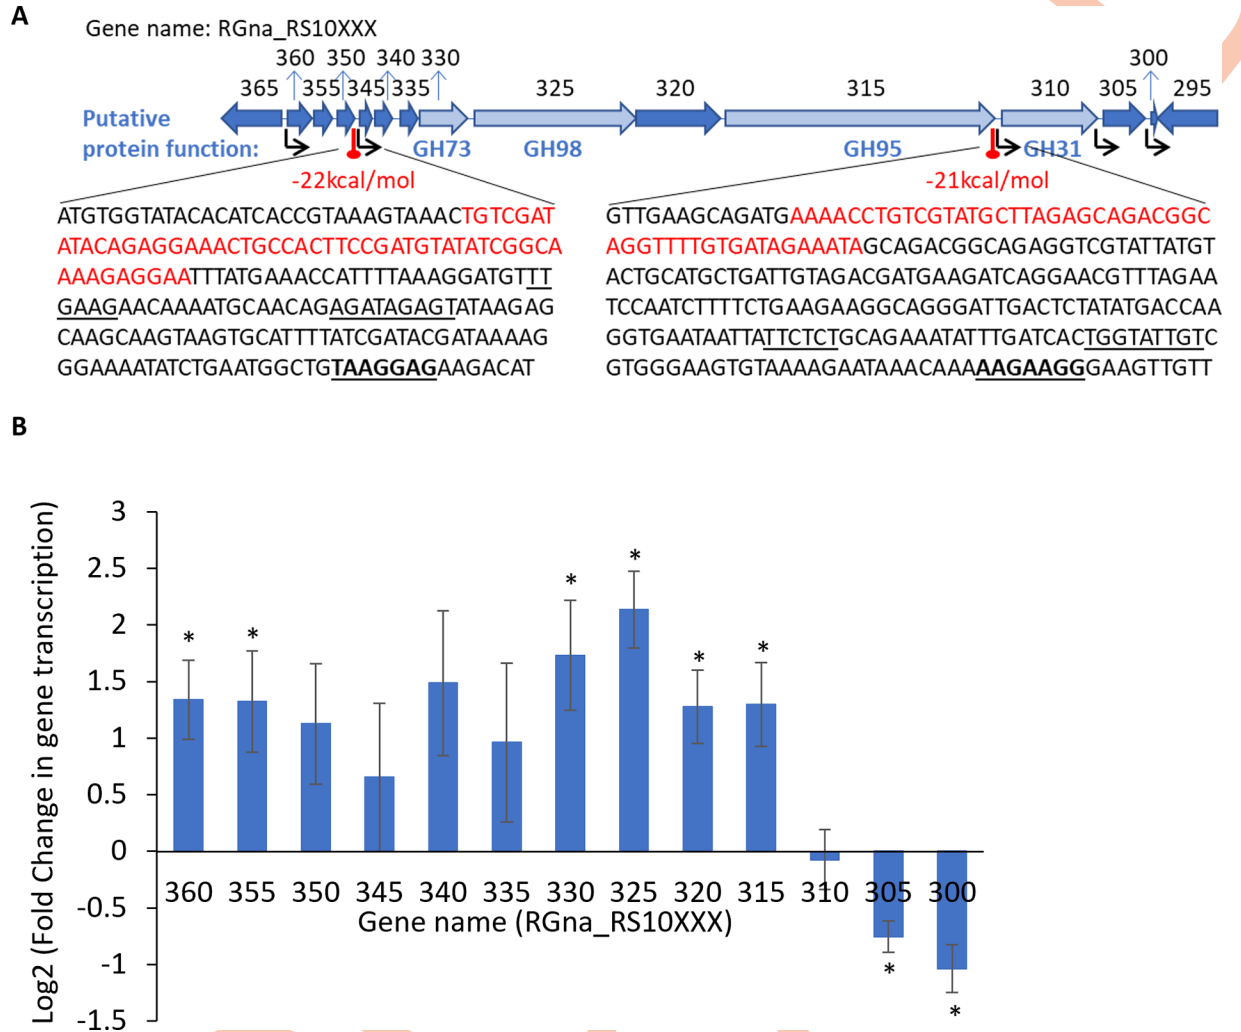 A
Gene name: RGna_RS10XXX
360 350 340 330 300
365 355 345 335 325 320 315 310 305 295
Putative
protein function: GH73 GH98 GH95 GH31
-22kcal/mol -21kcal/mol
ATGTGGTATACACATCACCGTAAAGTAAACTGTCGAT
ATACAGAGGAAACTGCCACTTCCGATGTATATCGGCA
AAAGAGGAATTTATGAAACCATTTTAAAGGATGTTT
GAAGAACAAAATGCAACAGAGATAGAGTATAAGAG
CAAGCAAGTAAGTGCATTTTATCGATACGATAAAAG
GGAAAATATCTGAATGGCTGTAAGGAGAAGACAT
GTTGAAGCAGATGAAAACCTGTCGTATGCTTAGAGCAGACGGC
AGGTTTTGTGATAGAAATAGCAGACGGCAGAGGTCGTATTATGT
ACTGCATGCTGATTGTAGACGATGAAGATCAGGAACGTTTAGAA
TCCAATCTTTTCTGAAGAAGGCAGGGATTGACTCTATATGACCAA
GGTGAATAATTATTCTCTGCAGAAATATTTGATCACTGGTATTGTC
GTGGGAAGTGTAAAAGAATAAACAAAAAGAAGGGAAGTTGTT
B
Log2 (Fold Change in gene transcription)
3
2.5
2
1.5
1
0.5
0
-0.5
-1
-1.5
* * * * * * * *
360 355 350 345 340 335 330 325 320 315 310 305 300
Gene name (RGna_RS10XXX)